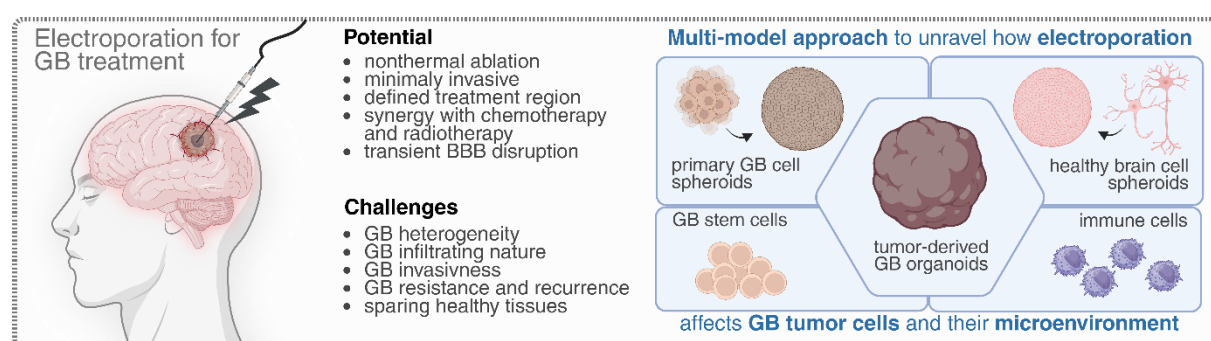 Electroporation for
GB treatment
Potential
• nonthermal ablation
• minimaly invasive
• defined treatment region
• synergy with chemotherapy
and radiotherapy
• transient BBB disruption
Challenges
• GB heterogeneity
• GB infiltrating nature
• GB invasivness
• GB resistance and recurrence
• sparing healthy tissues
Multi-model approach to unravel how electroporation
primary GB cell
spheroids
healthy brain cell
spheroids
GB stem cells
tumor-derived
GB organoids
immune cells
affects GB tumor cells and their microenvironment